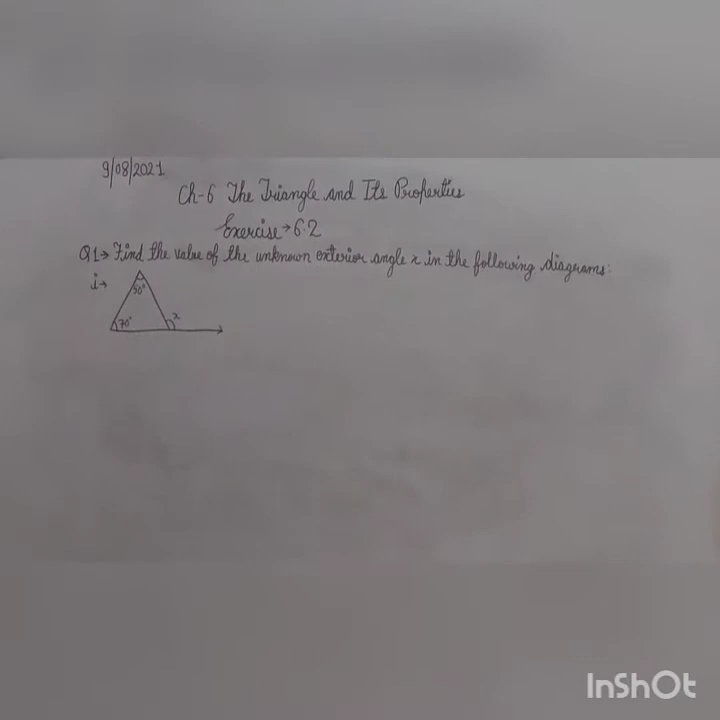 9/08/2021
Ch-6 The Triangle and Its Properties
Exercise→6.2
Q1→ Find the value of the unknown exterior angle x in the following diagrams:
i→
50°
70°
x
InShOt